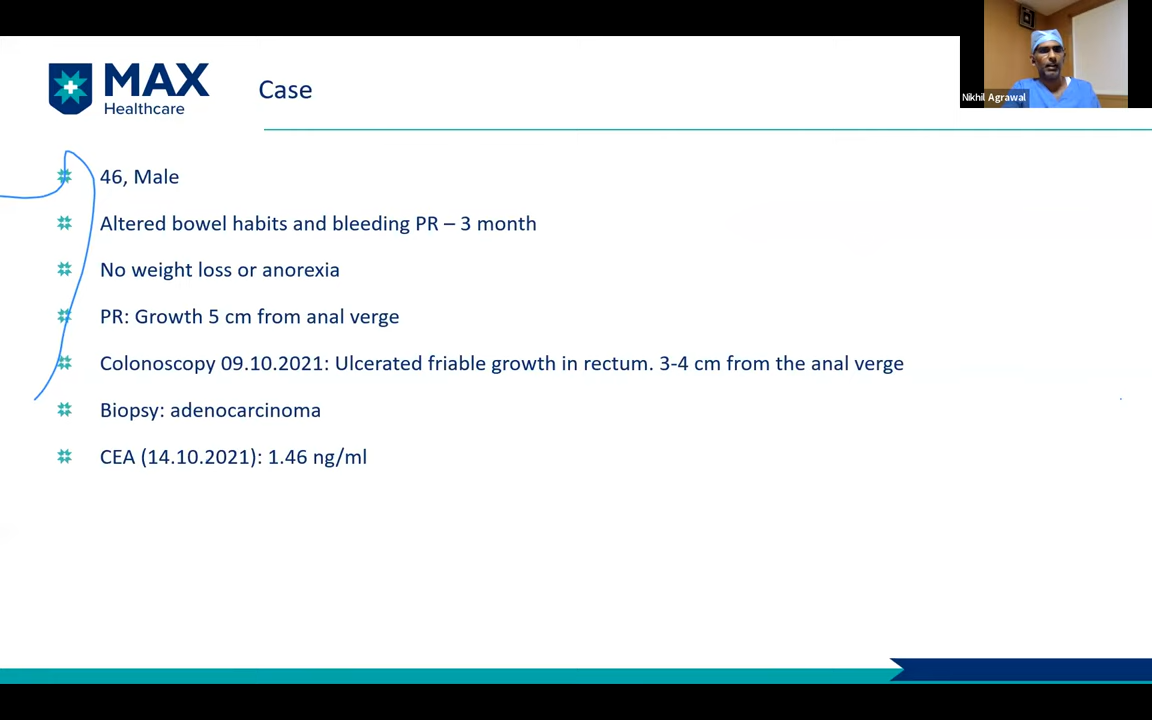 MAX
Healthcare
Case
Nikhil Agrawal
46, Male
Altered bowel habits and bleeding PR – 3 month
No weight loss or anorexia
PR: Growth 5 cm from anal verge
Colonoscopy 09.10.2021: Ulcerated friable growth in rectum. 3-4 cm from the anal verge
Biopsy: adenocarcinoma
CEA (14.10.2021): 1.46 ng/ml